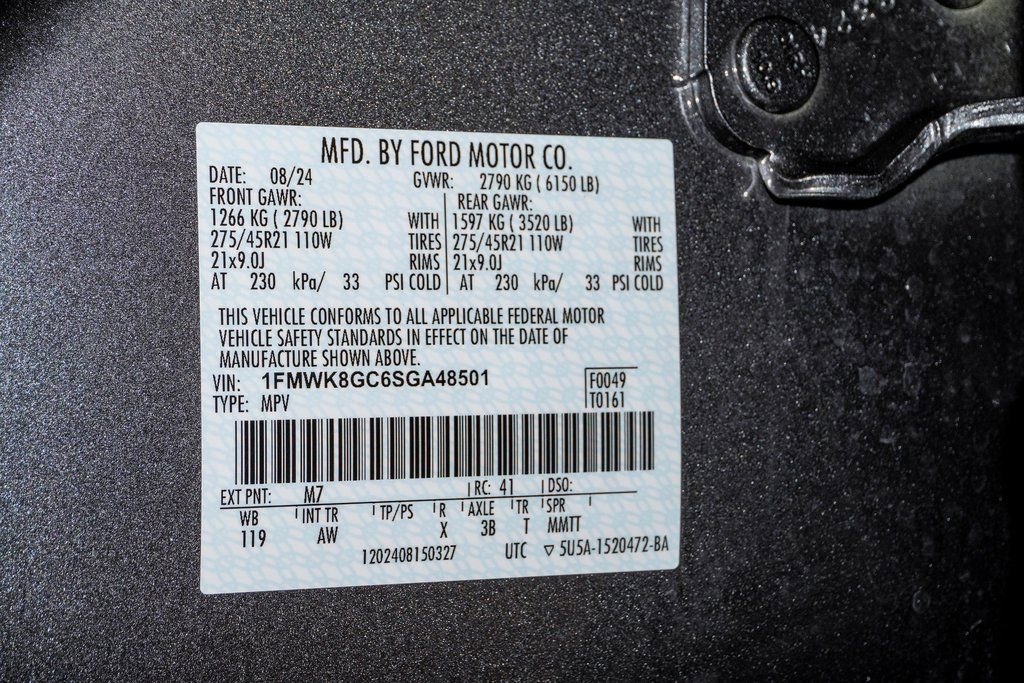 MFD. BY FORD MOTOR CO.
DATE: 08/24 GVWR: 2790 KG ( 6150 LB)
FRONT GAWR: REAR GAWR:
1266 KG ( 2790 LB) WITH 1597 KG ( 3520 LB) WITH
275/45R21 110W TIRES 275/45R21 110W TIRES
21x9.0J RIMS 21x9.0J RIMS
AT 230 kPa/ 33 PSI COLD AT 230 kPa/ 33 PSI COLD
THIS VEHICLE CONFORMS TO ALL APPLICABLE FEDERAL MOTOR
VEHICLE SAFETY STANDARDS IN EFFECT ON THE DATE OF
MANUFACTURE SHOWN ABOVE.
VIN: 1FMWK8GC6SGA48501 F0049
TYPE: MPV T0161
EXT PNT: M7 RC: 41 DSO:
WB INT TR TP/PS R AXLE TR SPR
119 AW X 3B T MMTT
1202408150327 UTC ▽ 5U5A-1520472-BA